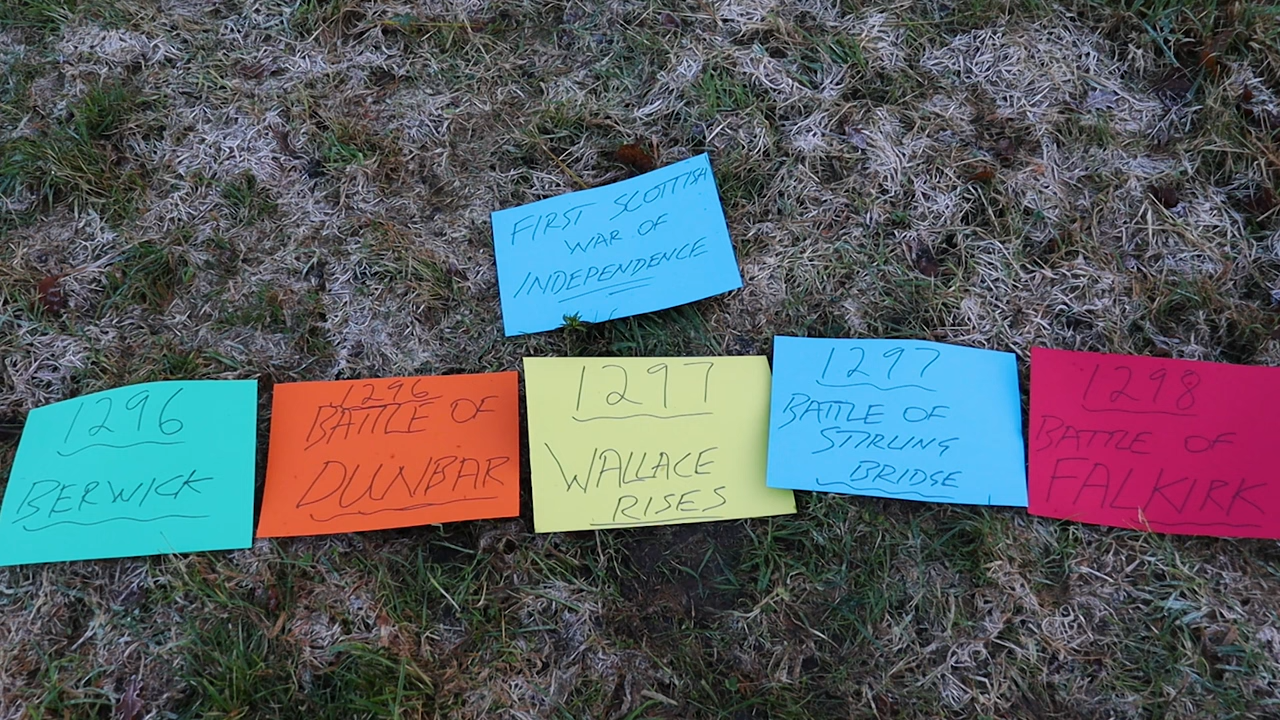 FIRST SCOTTISH
WAR OF
INDEPENDENCE
1296
BERWICK
1296
BATTLE OF
DUNBAR
1297
WALLACE
RISES
1297
BATTLE OF
STIRLING
BRIDGE
1298
BATTLE OF
FALKIRK